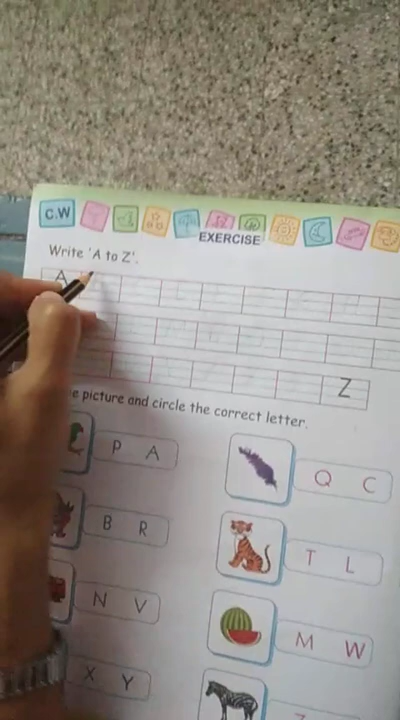 C.W
EXERCISE
Write 'A to Z'.
A
Z
e picture and circle the correct letter.
P A
Q C
B R
T L
N V
M W
X Y